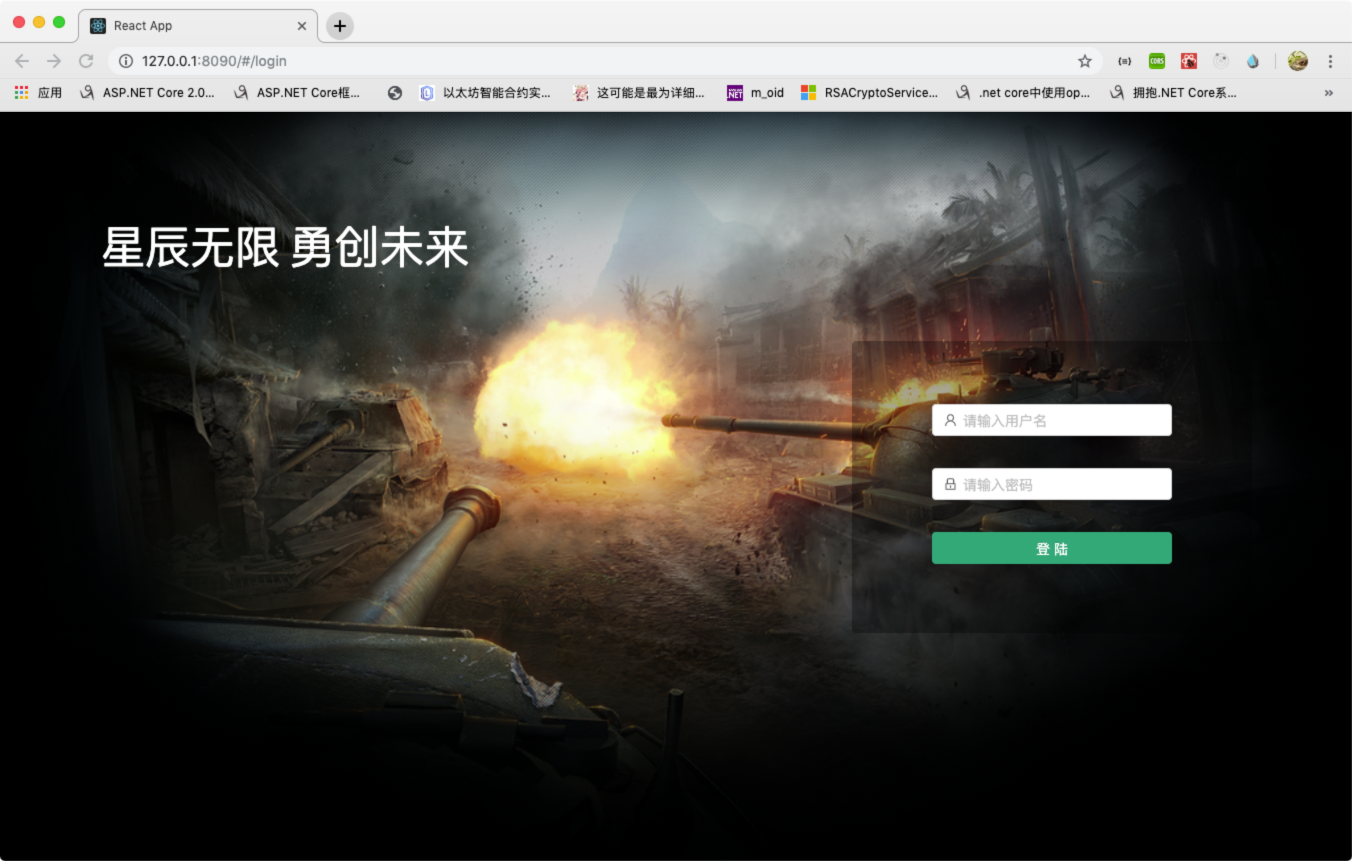 React App
127.0.0.1:8090/#/login
{=} CORS
应用 ASP.NET Core 2.0... ASP.NET Core框... 以太坊智能合约实... 这可能是最为详细... NET m_oid RSACryptoService... .net core中使用op... 拥抱.NET Core系... »
星辰无限 勇创未来
请输入用户名
请输入密码
登 陆